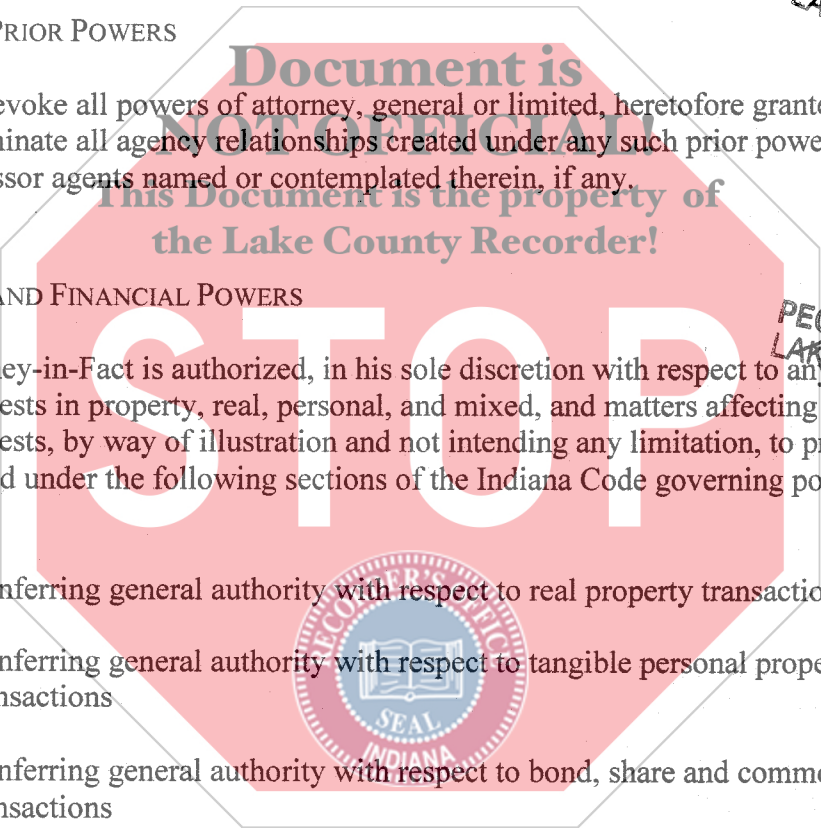 PRIOR POWERS
Document is
evoke all powers of attorney, general or limited, heretofore grante
NOT OFFICIAL!
ninate all agency relationships created under any such prior powe
ssor agents named or contemplated therein, if any.
This Document is the property of
the Lake County Recorder!
AND FINANCIAL POWERS
STOP
ey-in-Fact is authorized, in his sole discretion with respect to any
ests in property, real, personal, and mixed, and matters affecting
ests, by way of illustration and not intending any limitation, to pr
d under the following sections of the Indiana Code governing po
nferring general authority with respect to real property transactio
RECORDER'S OFFICE
nferring general authority with respect to tangible personal prope
nsactions
SEAL
INDIANA
nferring general authority with respect to bond, share and commo
nsactions